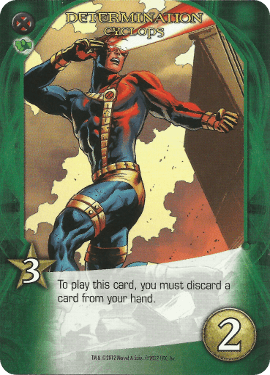 DETERMINATION
CYCLOPS
3
To play this card, you must discard a
card from your hand.
2